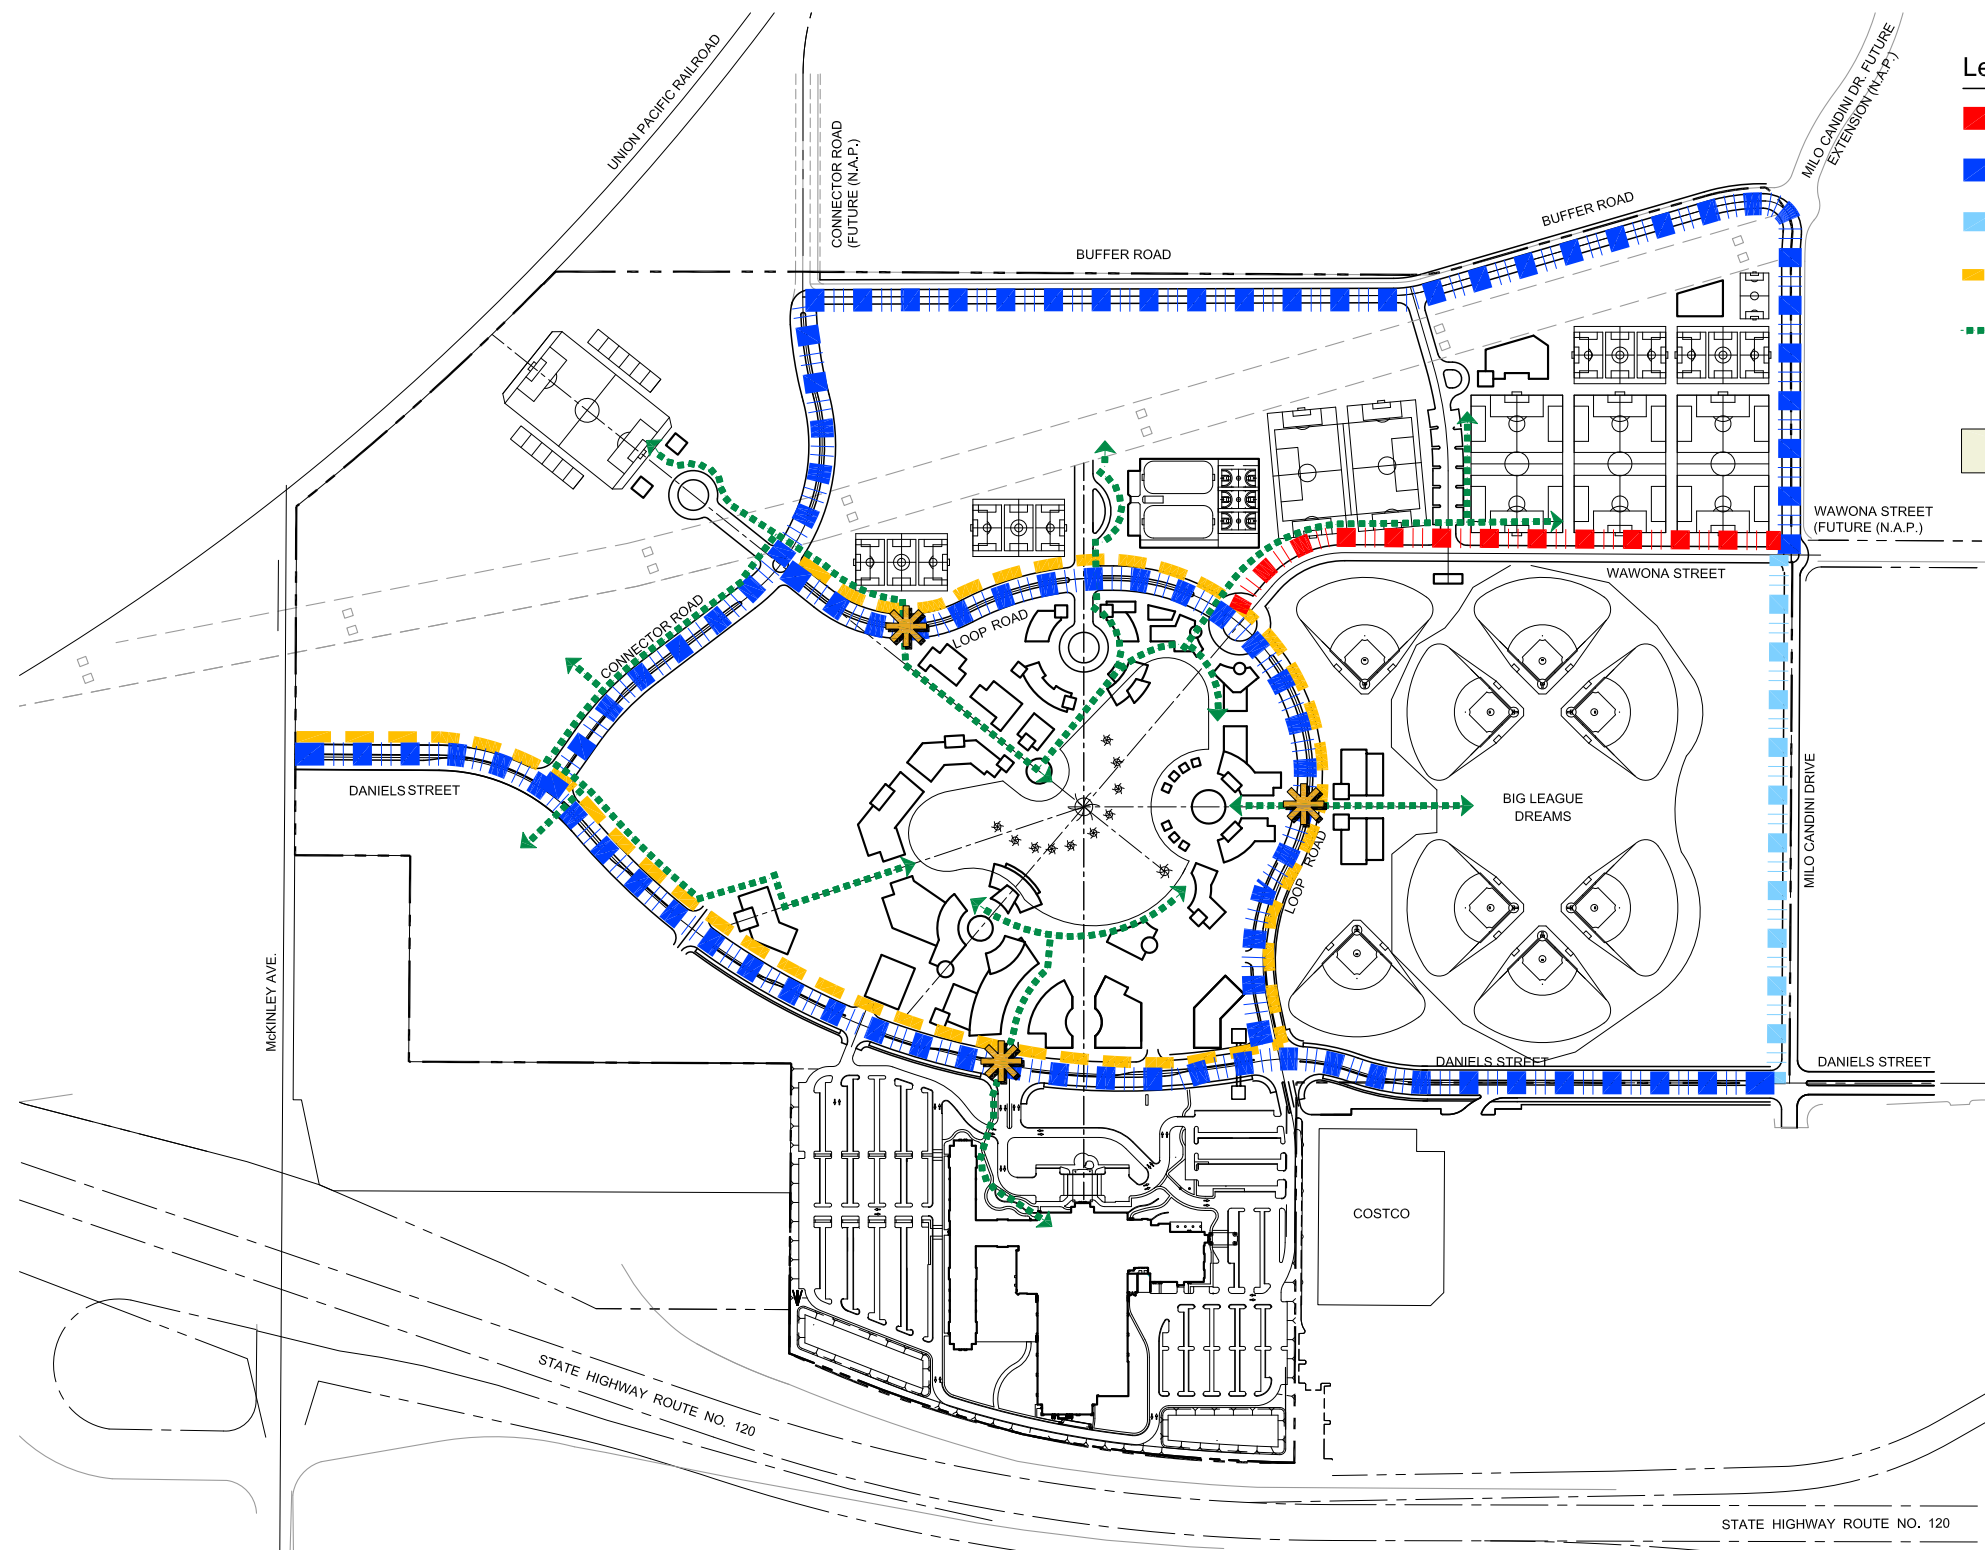 UNION PACIFIC RAILROAD
CONNECTOR ROAD
(FUTURE (N.A.P.)
MILO CANDINI DR. FUTURE
EXTENSION (N.A.P.)
Le
BUFFER ROAD
BUFFER ROAD
WAWONA STREET
(FUTURE (N.A.P.)
WAWONA STREET
CONNECTOR ROAD
LOOP ROAD
DANIELS STREET
BIG LEAGUE
DREAMS
LOOP ROAD
MILO CANDINI DRIVE
McKINLEY AVE.
DANIELS STREET
DANIELS STREET
COSTCO
STATE HIGHWAY ROUTE NO. 120
STATE HIGHWAY ROUTE NO. 120